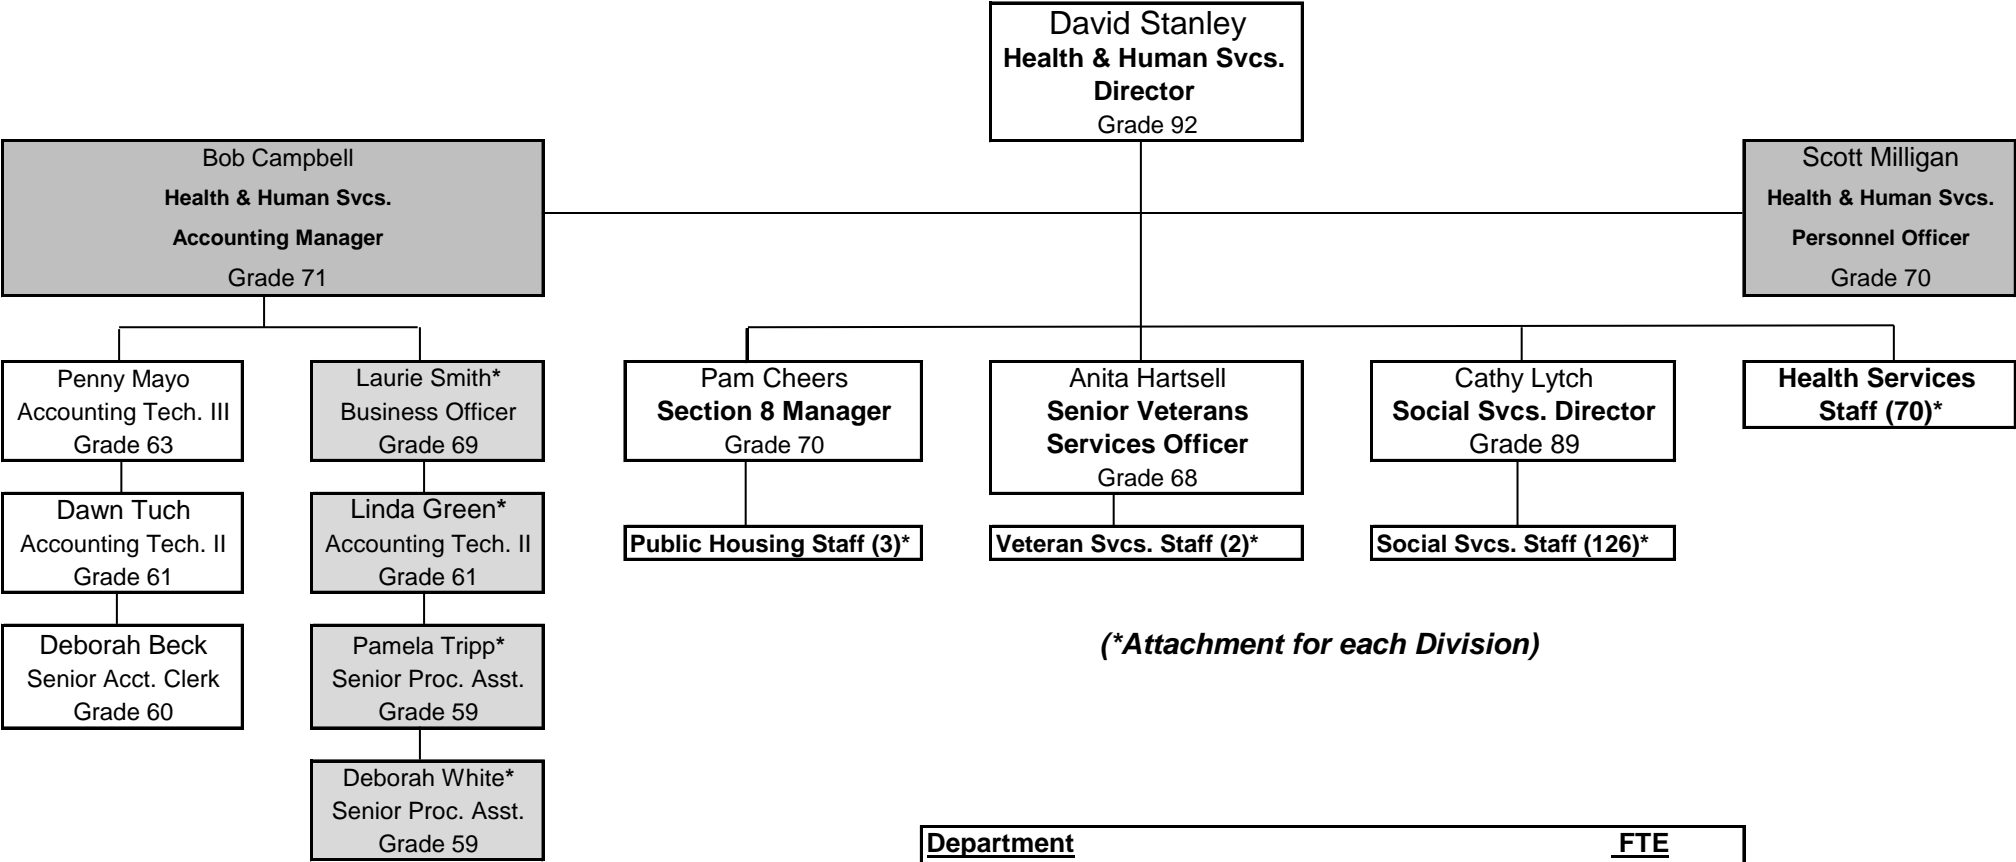 David Stanley
Health & Human Svcs.
Director
Grade 92
Bob Campbell
Health & Human Svcs.
Accounting Manager
Grade 71
Scott Milligan
Health & Human Svcs.
Personnel Officer
Grade 70
Penny Mayo
Accounting Tech. III
Grade 63
Laurie Smith*
Business Officer
Grade 69
Pam Cheers
Section 8 Manager
Grade 70
Anita Hartsell
Senior Veterans
Services Officer
Grade 68
Cathy Lytch
Social Svcs. Director
Grade 89
Health Services
Staff (70)*
Dawn Tuch
Accounting Tech. II
Grade 61
Linda Green*
Accounting Tech. II
Grade 61
Public Housing Staff (3)*
Veteran Svcs. Staff (2)*
Social Svcs. Staff (126)*
Deborah Beck
Senior Acct. Clerk
Grade 60
Pamela Tripp*
Senior Proc. Asst.
Grade 59
(*Attachment for each Division)
Deborah White*
Senior Proc. Asst.
Grade 59
Department FTE